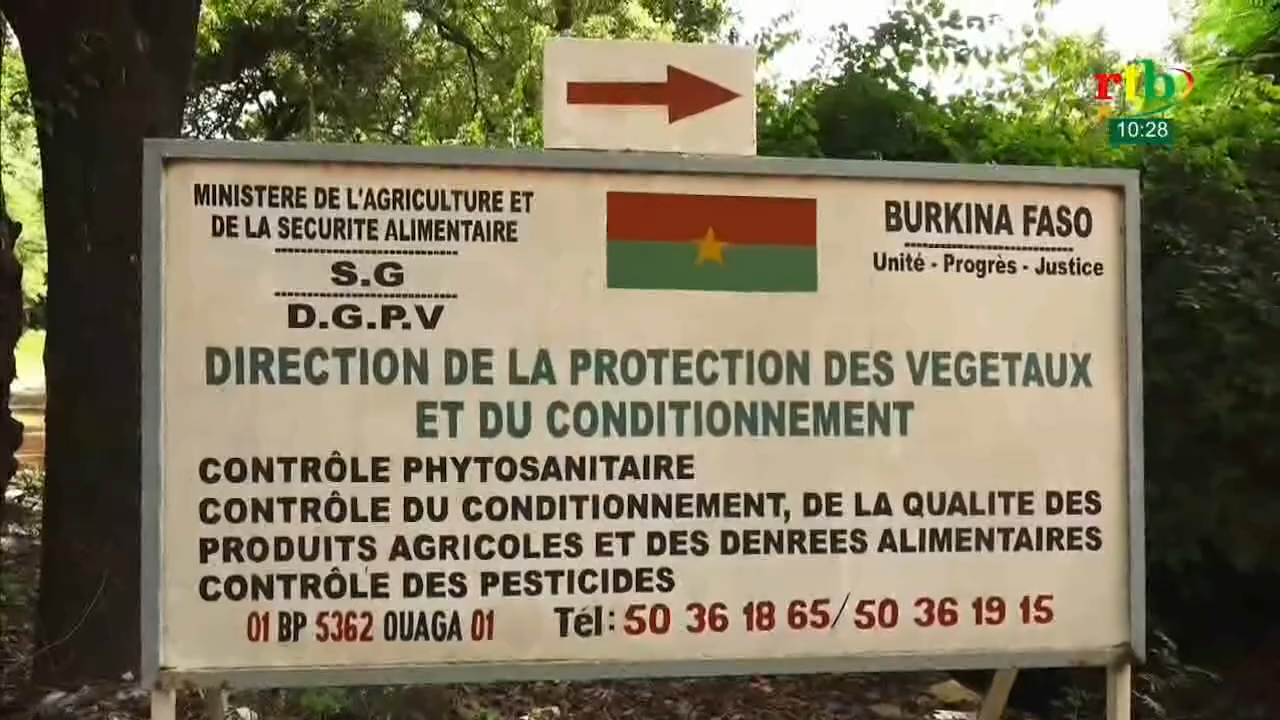 rtb
10:28
MINISTERE DE L'AGRICULTURE ET
DE LA SECURITE ALIMENTAIRE
S.G
D.G.P.V
BURKINA FASO
Unité - Progrès - Justice
DIRECTION DE LA PROTECTION DES VEGETAUX
ET DU CONDITIONNEMENT
CONTRÔLE PHYTOSANITAIRE
CONTRÔLE DU CONDITIONNEMENT, DE LA QUALITE DES
PRODUITS AGRICOLES ET DES DENREES ALIMENTAIRES
CONTRÔLE DES PESTICIDES
01 BP 5362 OUAGA 01 Tél: 50 36 18 65/50 36 19 15